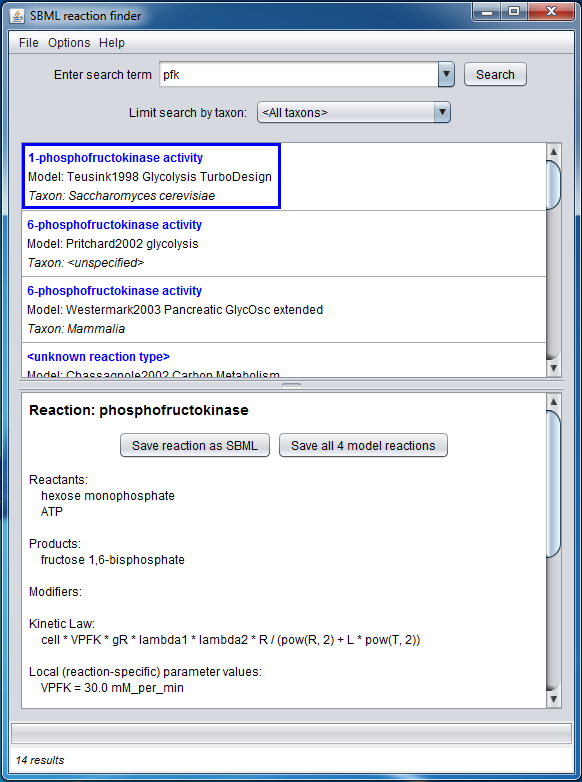 SBML reaction finder
File Options Help
Enter search term pfk Search
Limit search by taxon: <All taxons>
1-phosphofructokinase activity
Model: Teusink1998 Glycolysis TurboDesign
Taxon: Saccharomyces cerevisiae
6-phosphofructokinase activity
Model: Pritchard2002 glycolysis
Taxon: <unspecified>
6-phosphofructokinase activity
Model: Westermark2003 Pancreatic GlycOsc extended
Taxon: Mammalia
<unknown reaction type>
Model: Chassagnole2002 Carbon Metabolism
Reaction: phosphofructokinase
Save reaction as SBML Save all 4 model reactions
Reactants:
hexose monophosphate
ATP
Products:
fructose 1,6-bisphosphate
Modifiers:
Kinetic Law:
cell * VPFK * gR * lambda1 * lambda2 * R / (pow(R, 2) + L * pow(T, 2))
Local (reaction-specific) parameter values:
VPFK = 30.0 mM_per_min
14 results